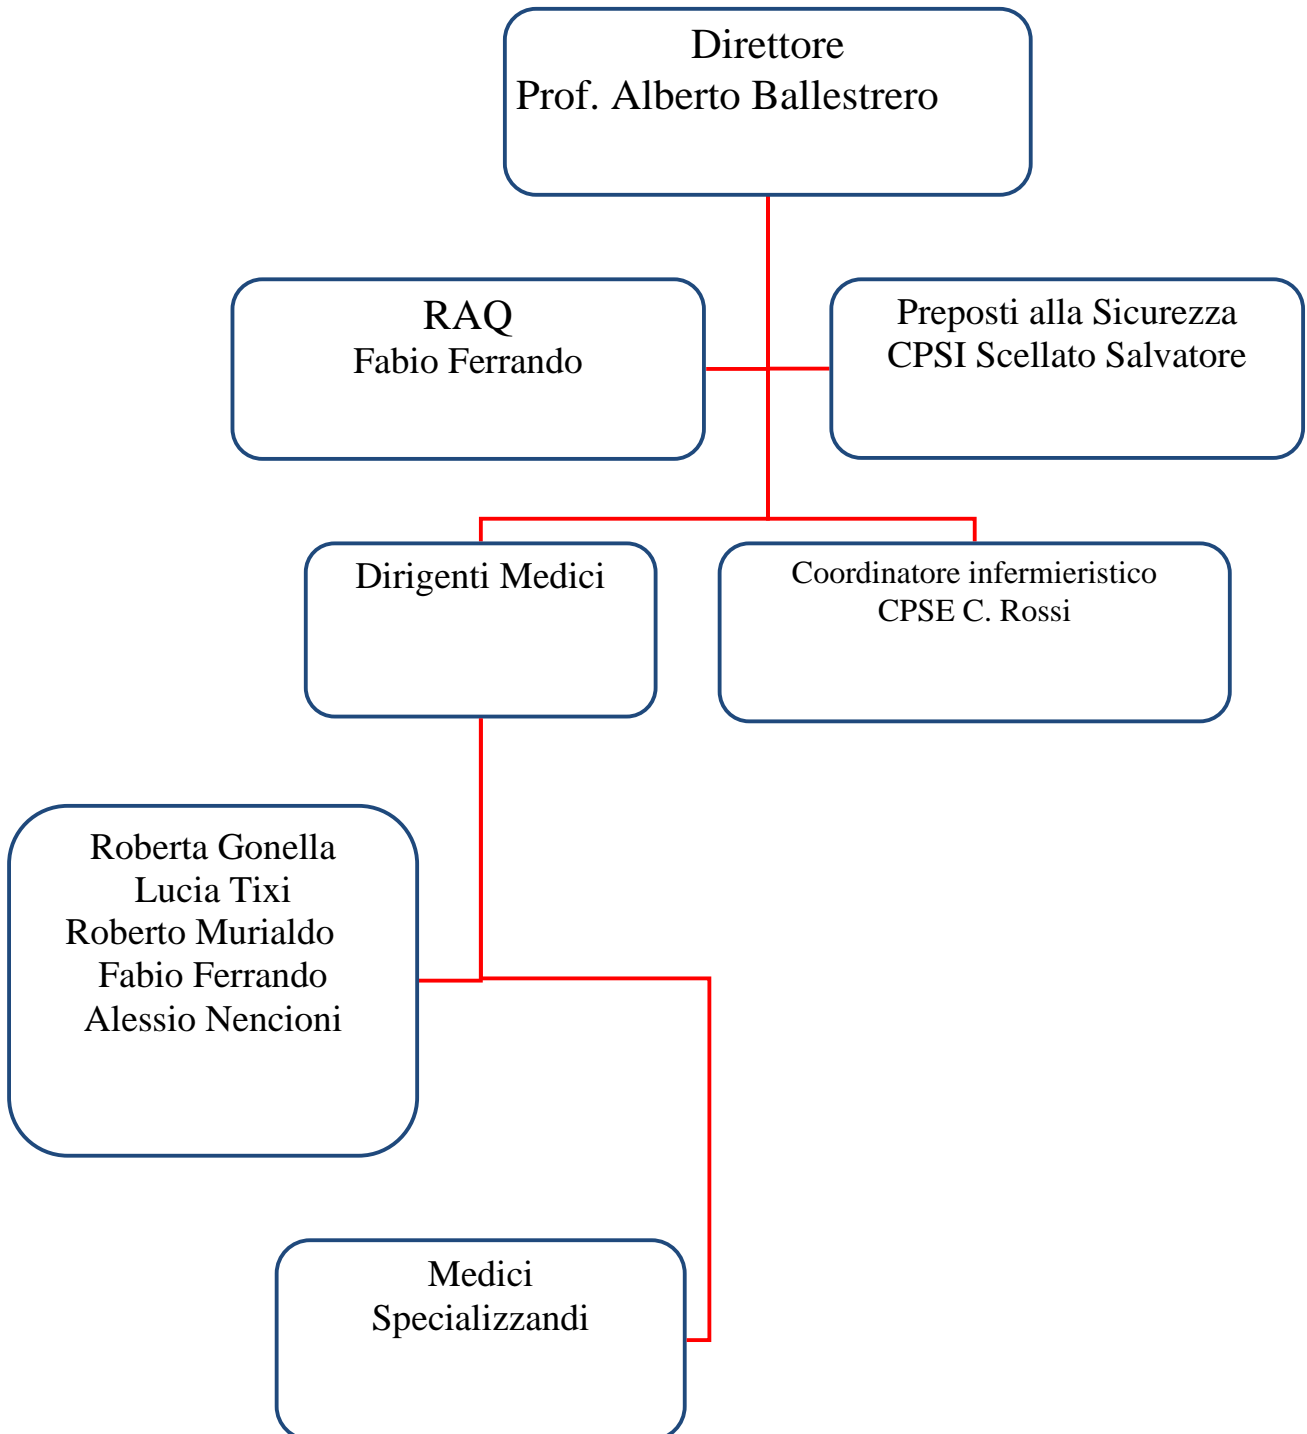 Direttore
Prof. Alberto Ballestrero
RAQ
Fabio Ferrando
Preposti alla Sicurezza
CPSI Scellato Salvatore
Dirigenti Medici
Coordinatore infermieristico
CPSE C. Rossi
Roberta Gonella
Lucia Tixi
Roberto Murialdo
Fabio Ferrando
Alessio Nencioni
Medici
Specializzandi